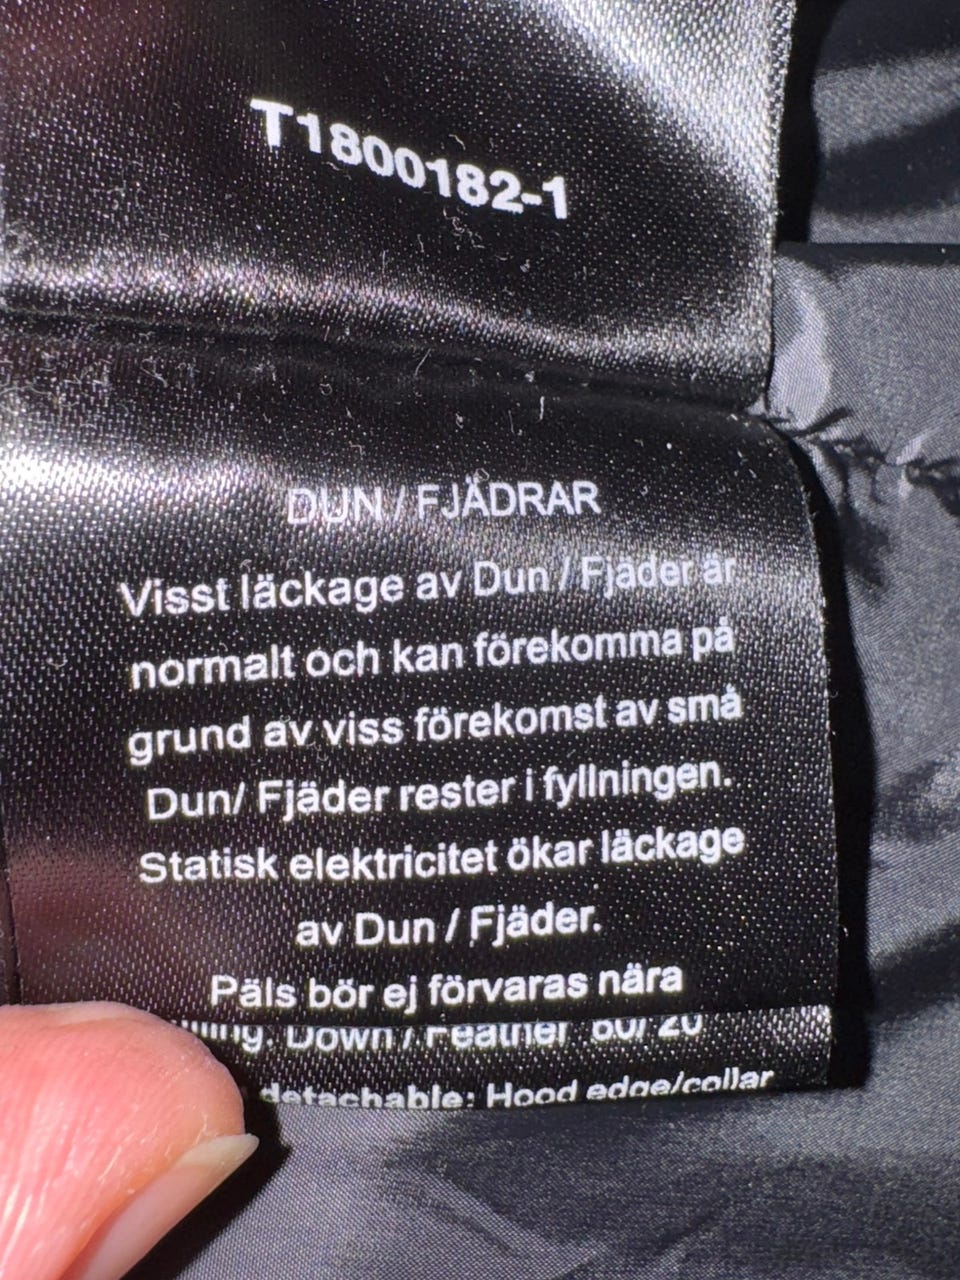 T1800182-1
DUN / FJÄDRAR
Visst läckage av Dun / Fjäder är
normalt och kan förekomma på
grund av viss förekomst av små
Dun/ Fjäder rester i fyllningen.
Statisk elektricitet ökar läckage
av Dun / Fjäder.
Päls bör ej förvaras nära
Down / Feather 80/ 20
detachable: Hood edge/collar